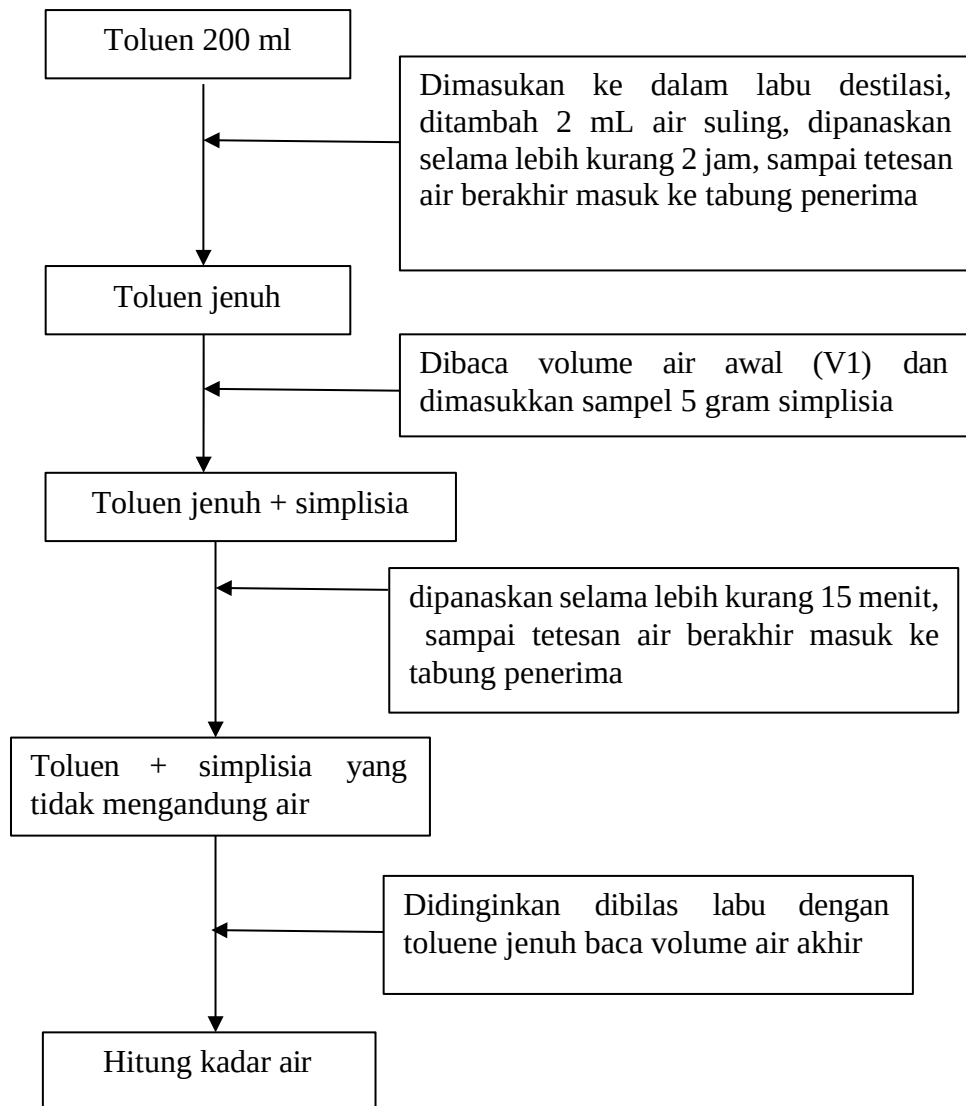 Toluen 200 ml
Dimasukan ke dalam labu destilasi,
ditambah 2 mL air suling, dipanaskan
selama lebih kurang 2 jam, sampai tetesan
air berakhir masuk ke tabung penerima
Toluen jenuh
Dibaca volume air awal (V1) dan
dimasukkan sampel 5 gram simplisia
Toluen jenuh + simplisia
dipanaskan selama lebih kurang 15 menit,
sampai tetesan air berakhir masuk ke
tabung penerima
Toluen + simplisia yang
tidak mengandung air
Didinginkan dibilas labu dengan
toluene jenuh baca volume air akhir
Hitung kadar air